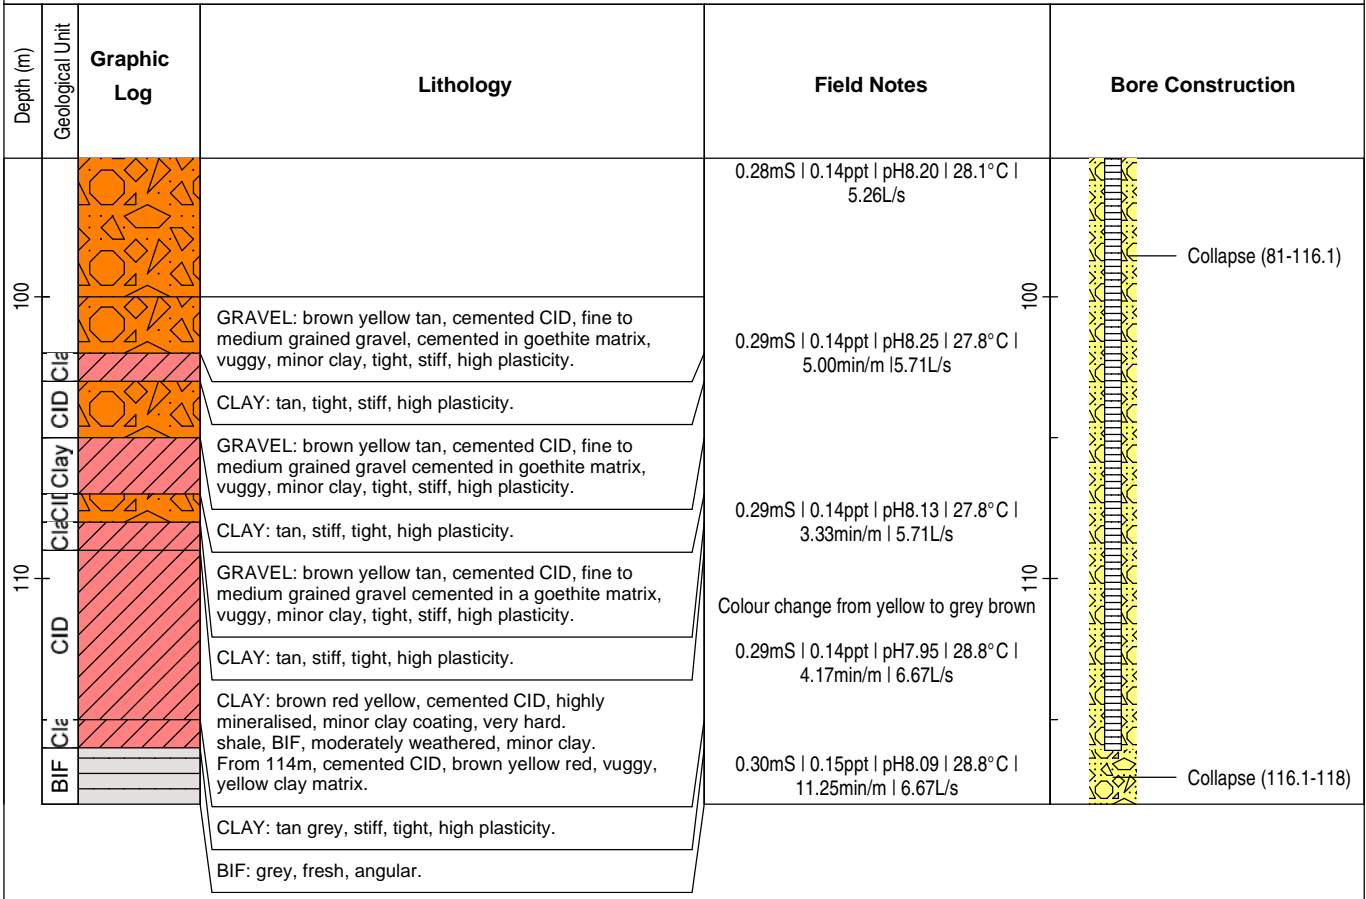 Depth (m)
Geological Unit
Graphic
Log
Lithology
Field Notes
Bore Construction
0.28mS | 0.14ppt | pH8.20 | 28.1°C |
5.26L/s
Collapse (81-116.1)
100
100
GRAVEL: brown yellow tan, cemented CID, fine to
medium grained gravel, cemented in goethite matrix,
vuggy, minor clay, tight, stiff, high plasticity.
0.29mS | 0.14ppt | pH8.25 | 27.8°C |
5.00min/m |5.71L/s
Cla
CLAY: tan, tight, stiff, high plasticity.
CID
GRAVEL: brown yellow tan, cemented CID, fine to
medium grained gravel cemented in goethite matrix,
vuggy, minor clay, tight, stiff, high plasticity.
Clay
CID
0.29mS | 0.14ppt | pH8.13 | 27.8°C |
3.33min/m | 5.71L/s
CLAY: tan, stiff, tight, high plasticity.
Cla
110
110
GRAVEL: brown yellow tan, cemented CID, fine to
medium grained gravel cemented in a goethite matrix,
vuggy, minor clay, tight, stiff, high plasticity.
Colour change from yellow to grey brown
CID
CLAY: tan, stiff, tight, high plasticity.
0.29mS | 0.14ppt | pH7.95 | 28.8°C |
4.17min/m | 6.67L/s
CLAY: brown red yellow, cemented CID, highly
mineralised, minor clay coating, very hard.
shale, BIF, moderately weathered, minor clay.
From 114m, cemented CID, brown yellow red, vuggy,
yellow clay matrix.
Cla
BIF
0.30mS | 0.15ppt | pH8.09 | 28.8°C |
11.25min/m | 6.67L/s
Collapse (116.1-118)
CLAY: tan grey, stiff, tight, high plasticity.
BIF: grey, fresh, angular.